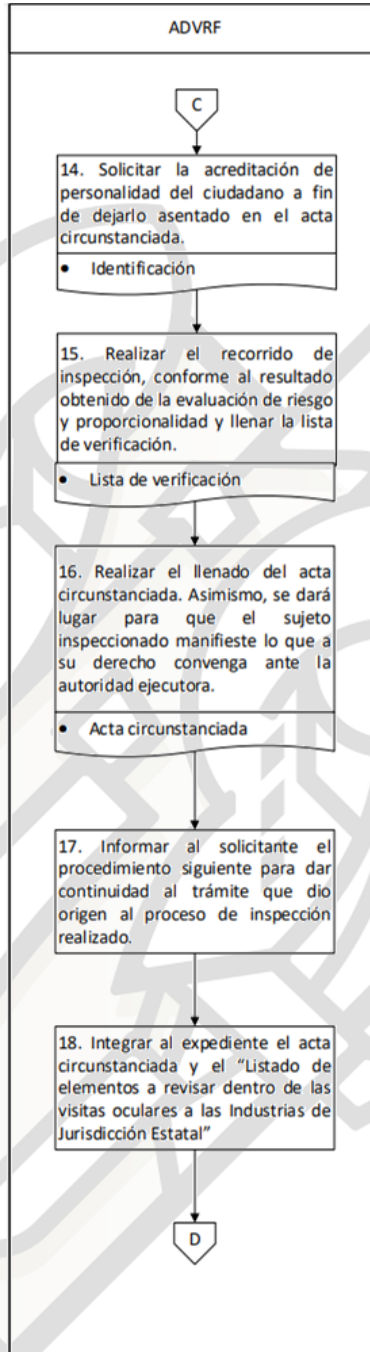 ADVRF
C
14. Solicitar la acreditación de
personalidad del ciudadano a fin
de dejarlo asentado en el acta
circunstanciada.
• Identificación
15. Realizar el recorrido de
inspección, conforme al resultado
obtenido de la evaluación de riesgo
y proporcionalidad y llenar la lista
de verificación.
• Lista de verificación
16. Realizar el llenado del acta
circunstanciada. Asimismo, se dará
lugar para que el sujeto
inspeccionado manifieste lo que a
su derecho convenga ante la
autoridad ejecutora.
• Acta circunstanciada
17. Informar al solicitante el
procedimiento siguiente para dar
continuidad al trámite que dio
origen al proceso de inspección
realizado.
18. Integrar al expediente el acta
circunstanciada y el “Listado de
elementos a revisar dentro de las
visitas oculares a las Industrias de
Jurisdicción Estatal”
D